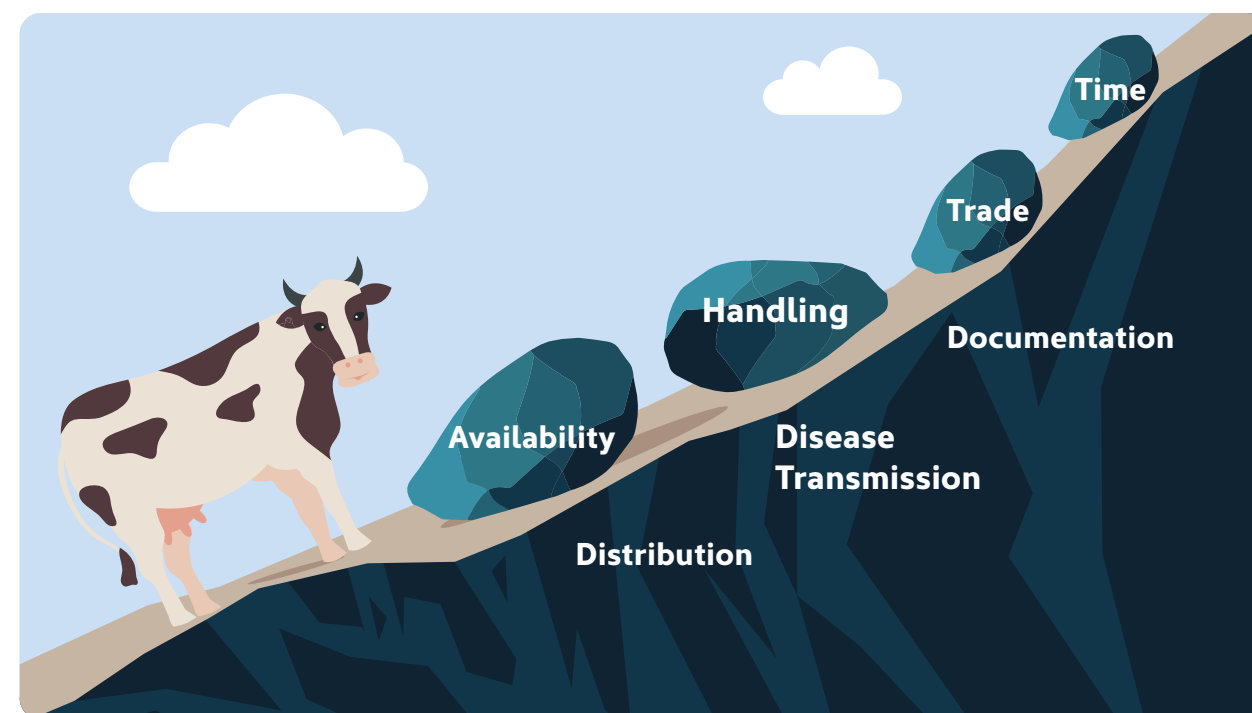 Time
Trade
Handling
Availability
Documentation
Disease
Transmission
Distribution